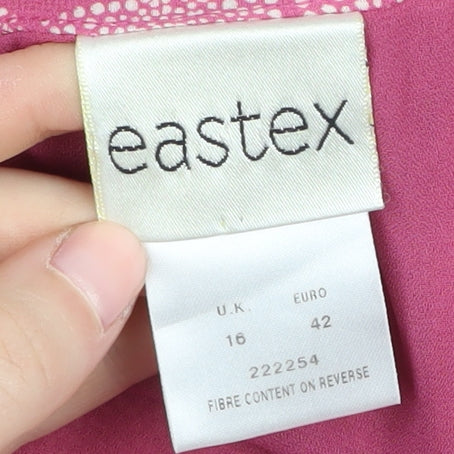 eastex
U.K. EURO
16 42
222254
FIBRE CONTENT ON REVERSE